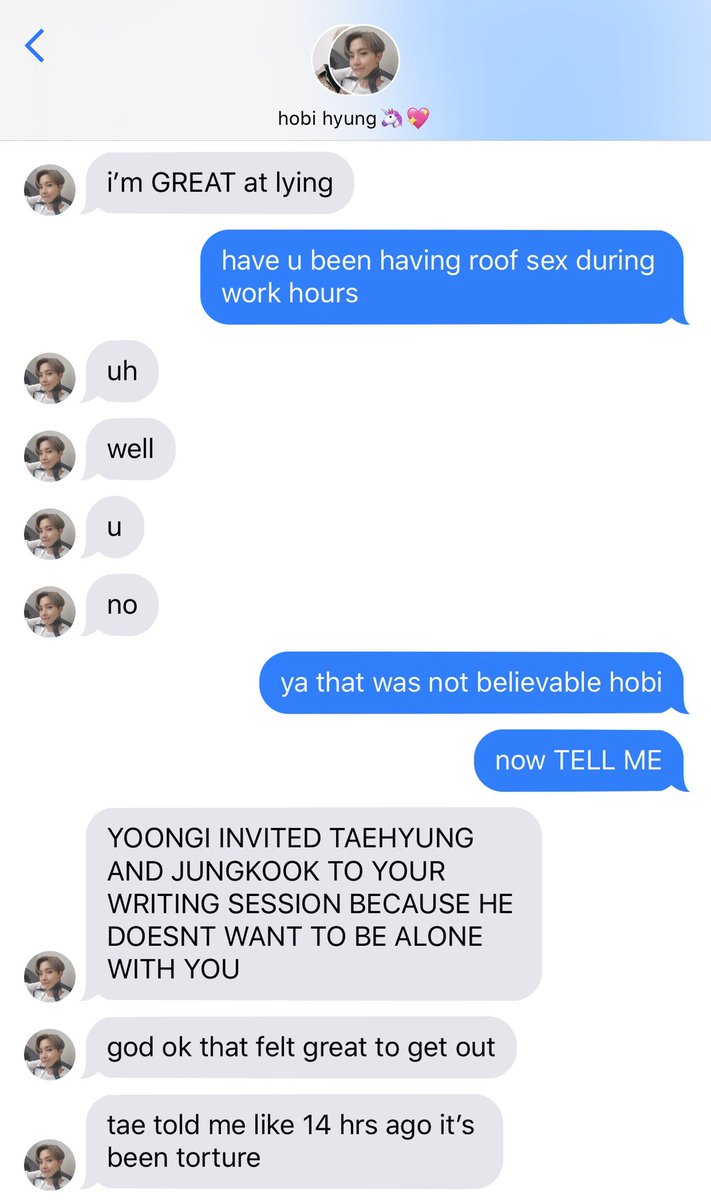 hobi hyung🦄💖
i’m GREAT at lying
have u been having roof sex during
work hours
uh
well
u
no
ya that was not believable hobi
now TELL ME
YOONGI INVITED TAEHYUNG
AND JUNGKOOK TO YOUR
WRITING SESSION BECAUSE HE
DOESNT WANT TO BE ALONE
WITH YOU
god ok that felt great to get out
tae told me like 14 hrs ago it’s
been torture